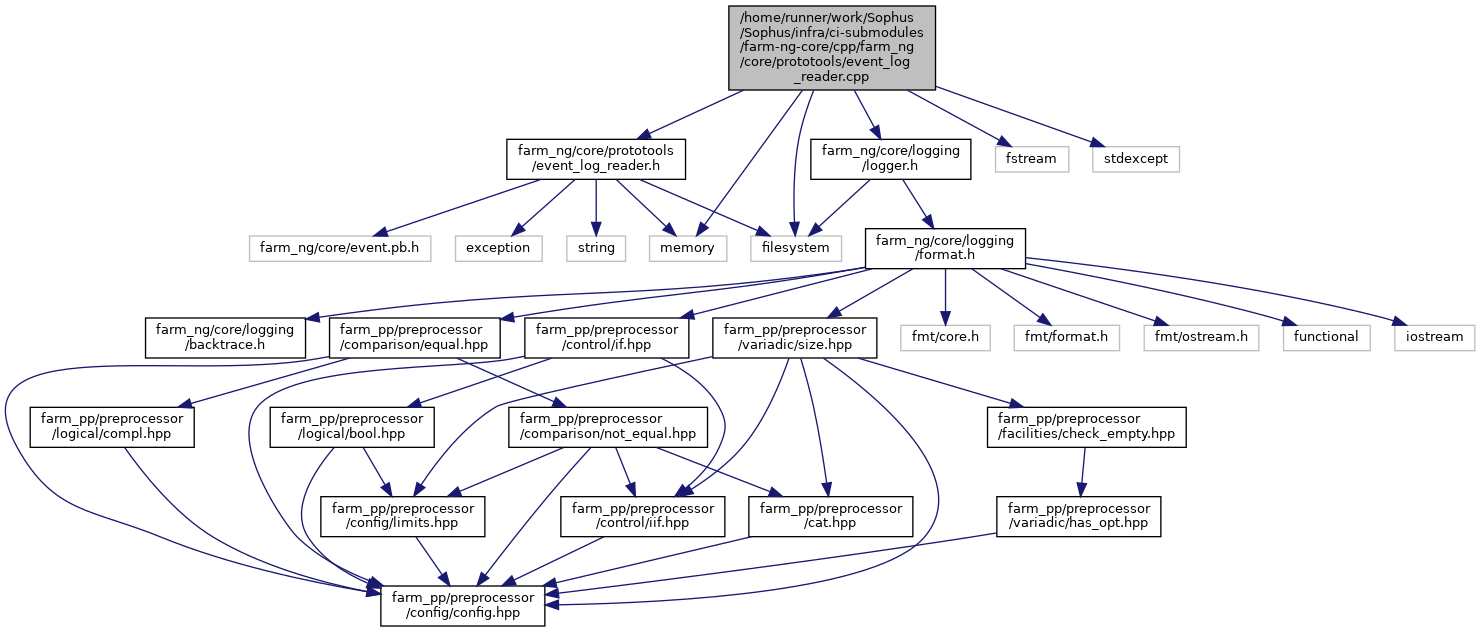 /home/runner/work/Sophus
/Sophus/infra/ci-submodules
/farm-ng-core/cpp/farm_ng
/core/prototools/event_log
_reader.cpp
farm_ng/core/prototools
/event_log_reader.h
farm_ng/core/logging
/logger.h
fstream
stdexcept
farm_ng/core/event.pb.h
exception
string
memory
filesystem
farm_ng/core/logging
/format.h
farm_ng/core/logging
/backtrace.h
farm_pp/preprocessor
/comparison/equal.hpp
farm_pp/preprocessor
/control/if.hpp
farm_pp/preprocessor
/variadic/size.hpp
fmt/core.h
fmt/format.h
fmt/ostream.h
functional
iostream
farm_pp/preprocessor
/logical/compl.hpp
farm_pp/preprocessor
/logical/bool.hpp
farm_pp/preprocessor
/comparison/not_equal.hpp
farm_pp/preprocessor
/facilities/check_empty.hpp
farm_pp/preprocessor
/config/limits.hpp
farm_pp/preprocessor
/control/iif.hpp
farm_pp/preprocessor
/cat.hpp
farm_pp/preprocessor
/variadic/has_opt.hpp
farm_pp/preprocessor
/config/config.hpp